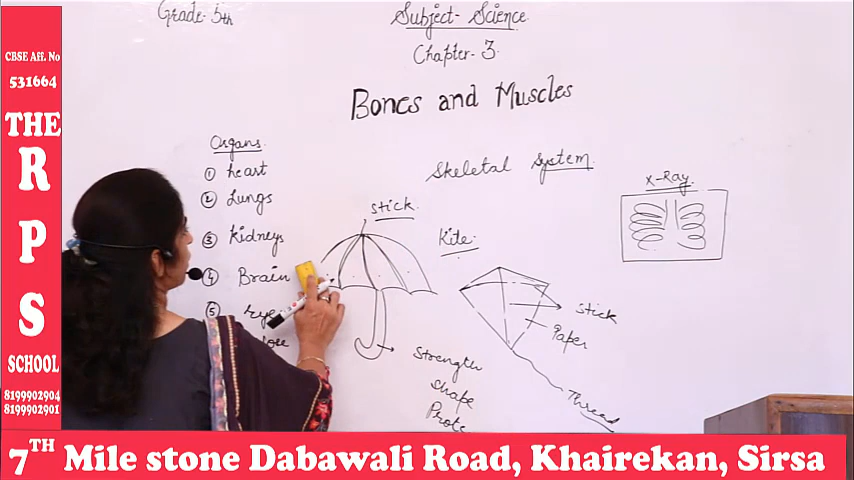 CBSE Aff. No
531664
THE
R
P
S
SCHOOL
8199902904
8199902901
Grade-5th
Subject-Science
Chapter-3
Bones and Muscles
Organs
① heart
② Lungs
③ kidneys
④ Brain
⑤
Skeletal System
X-Ray
stick
Kite
stick
Paper
Thread
Strength
Shape
Prote
7TH Mile stone Dabawali Road, Khairekan, Sirsa